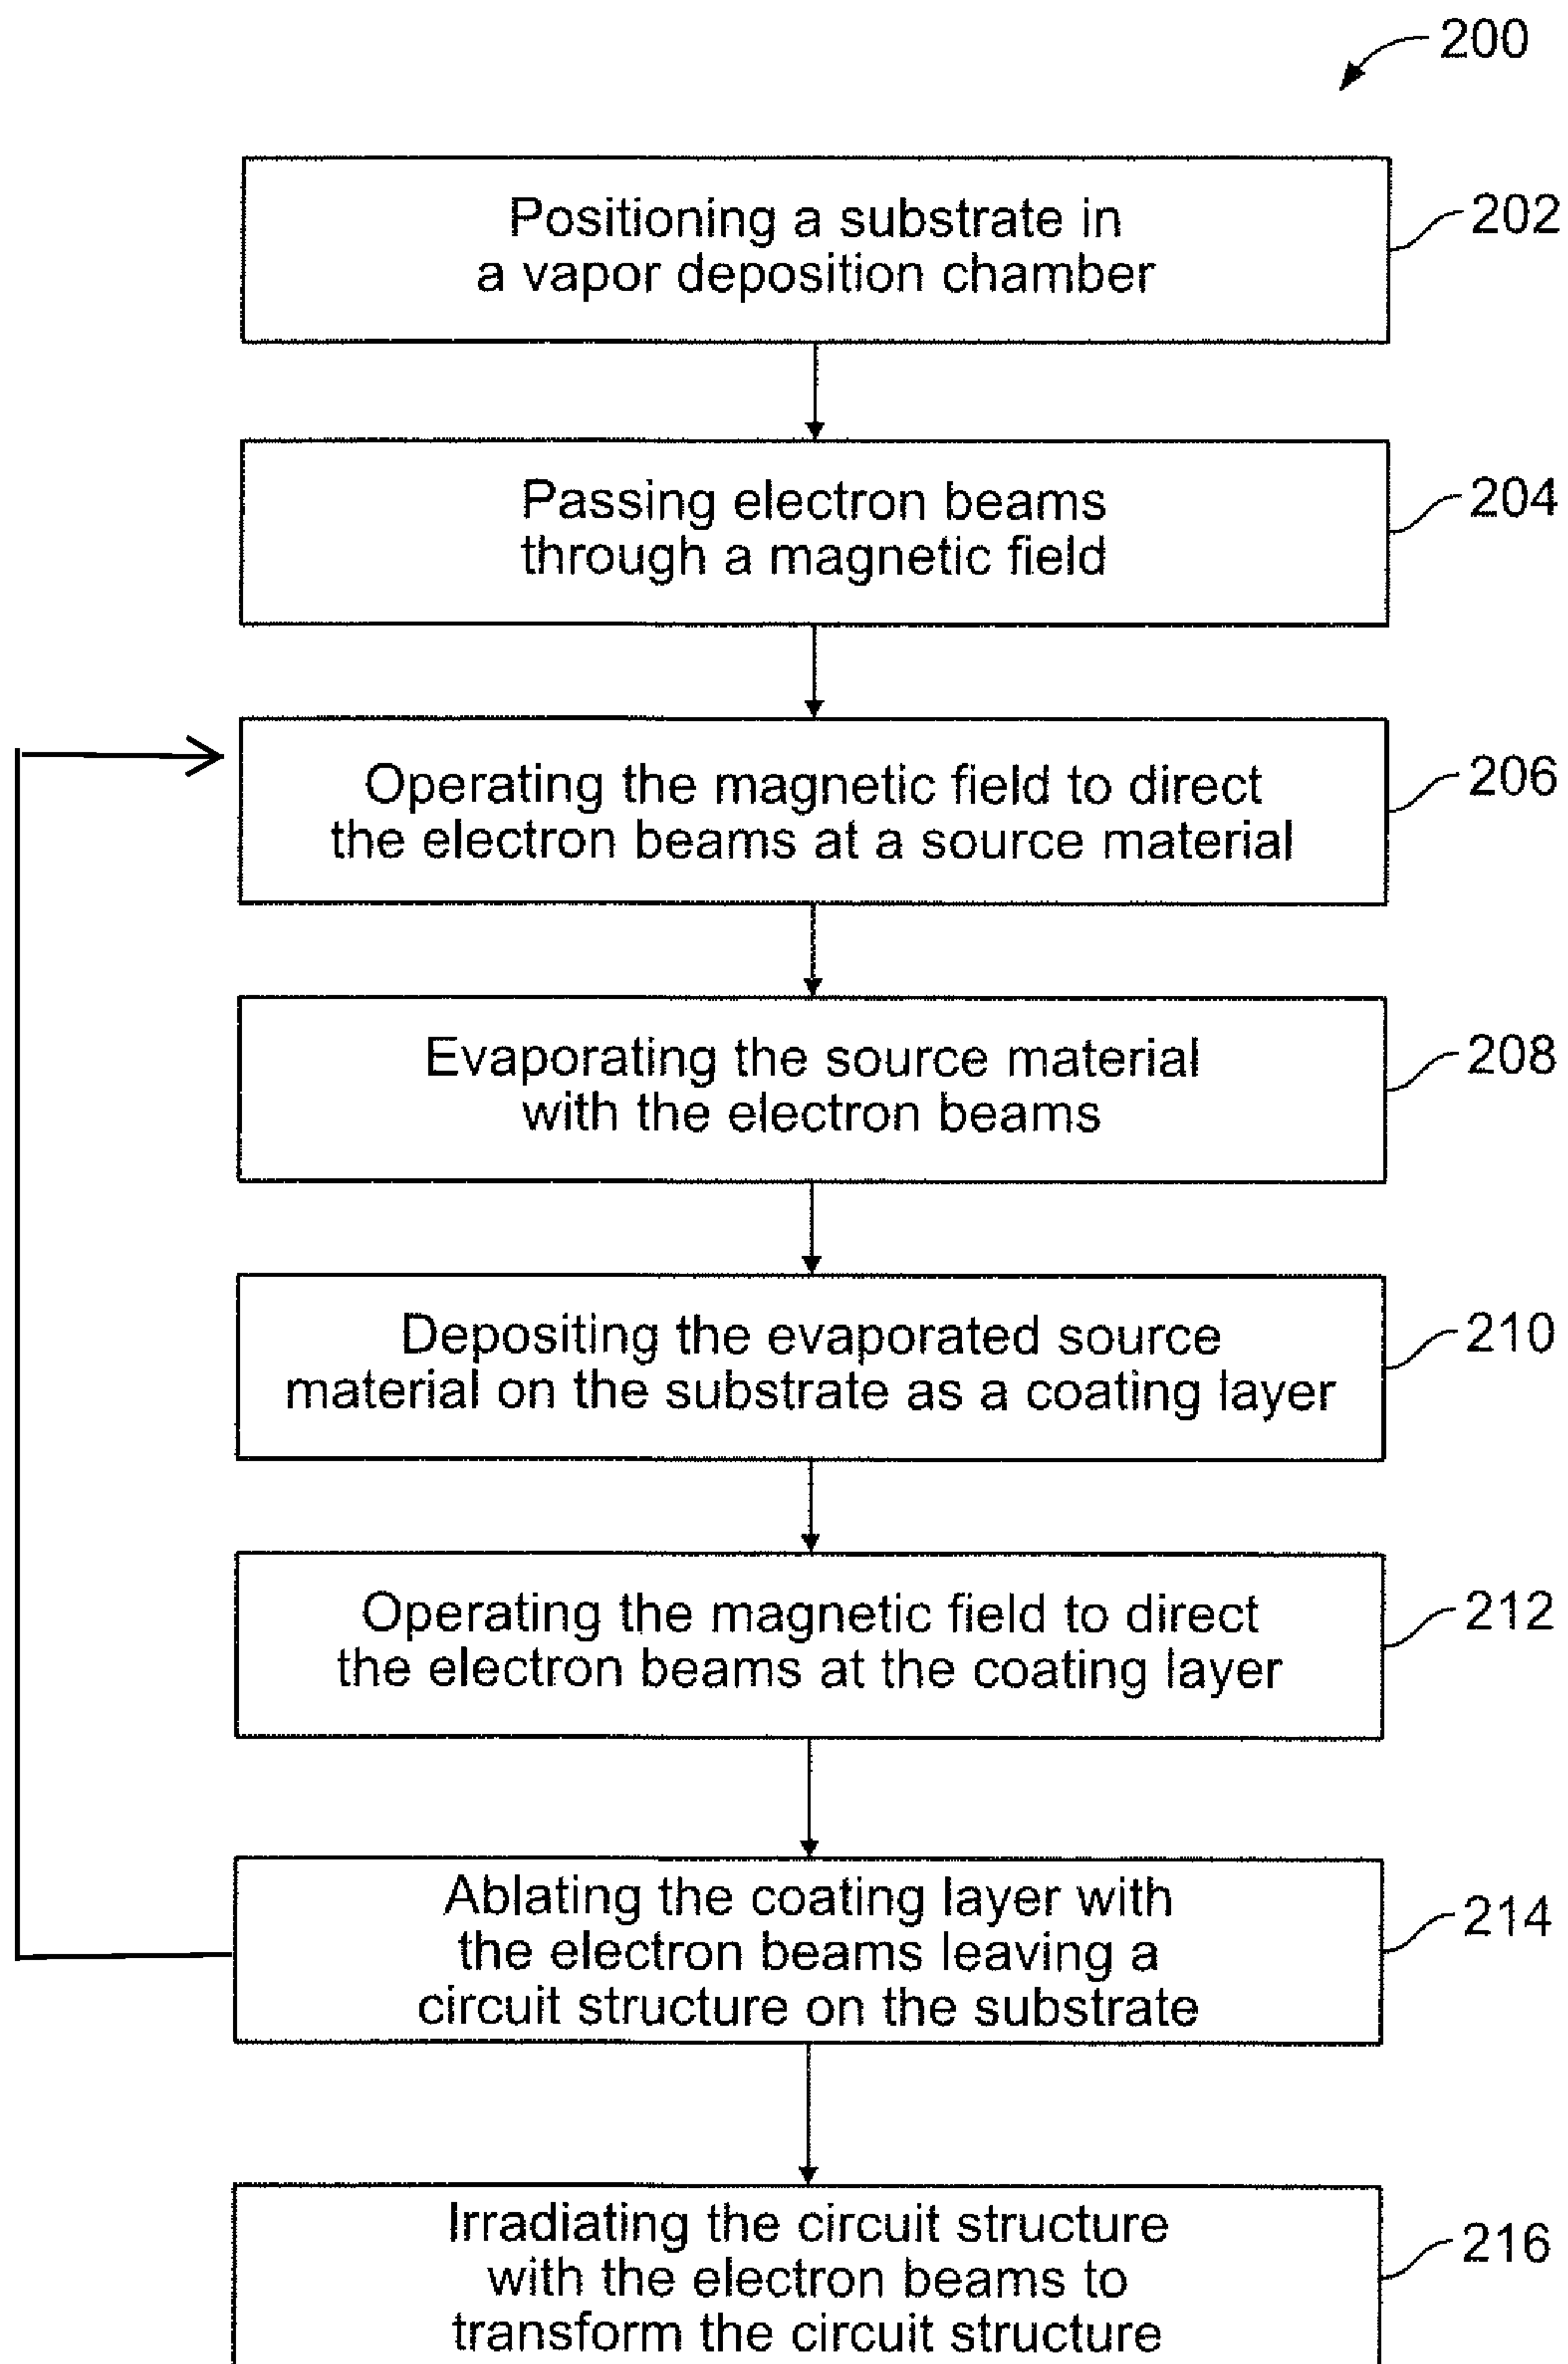 200
Positioning a substrate in
a vapor deposition chamber
202
Passing electron beams
through a magnetic field
204
Operating the magnetic field to direct
the electron beams at a source material
206
Evaporating the source material
with the electron beams
208
Depositing the evaporated source
material on the substrate as a coating layer
210
Operating the magnetic field to direct
the electron beams at the coating layer
212
Ablating the coating layer with
the electron beams leaving a
circuit structure on the substrate
214
Irradiating the circuit structure
with the electron beams to
transform the circuit structure
216